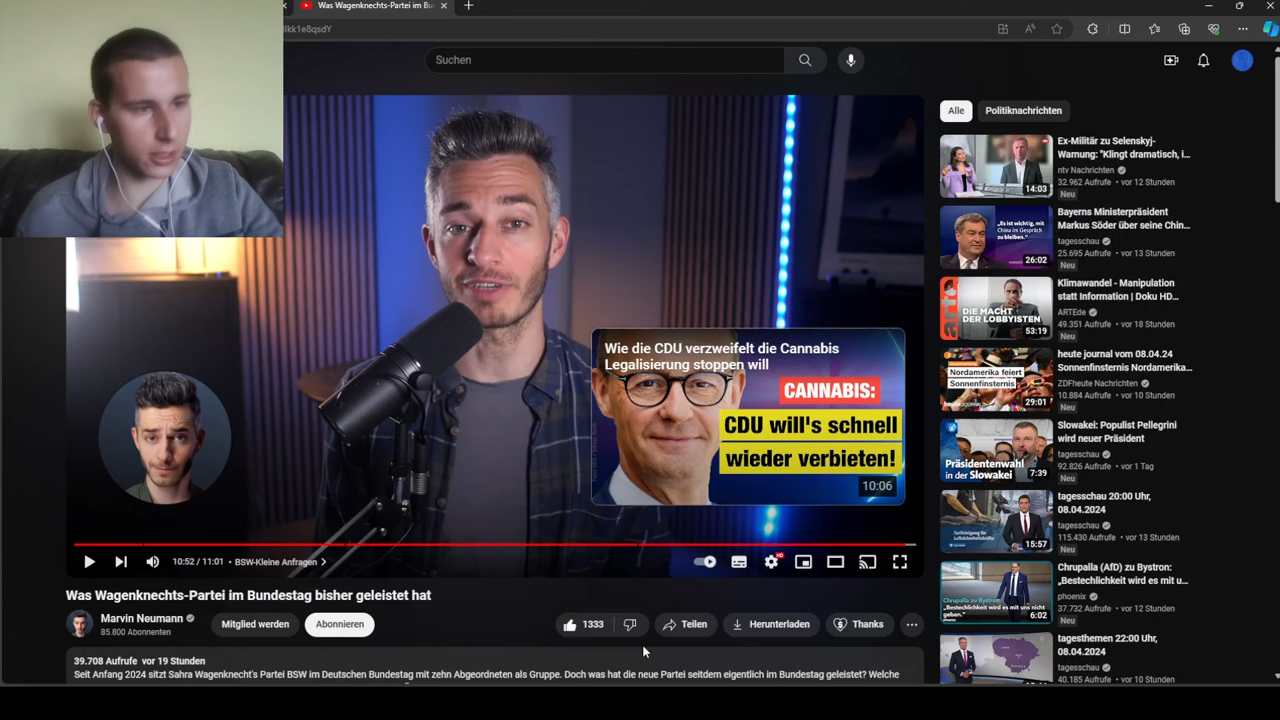 Was Wagenknechts-Partei im Bu
lkk1e8qsdY
Suchen
Alle
Politiknachrichten
Wie die CDU verzweifelt die Cannabis
Legalisierung stoppen will
CANNABIS:
CDU will's schnell
wieder verbieten!
10:06
10:52 / 11:01 • BSW-Kleine Anfragen
HD
Was Wagenknechts-Partei im Bundestag bisher geleistet hat
Marvin Neumann
85.800 Abonnenten
Mitglied werden
Abonnieren
1333
Teilen
Herunterladen
Thanks
39.708 Aufrufe vor 19 Stunden
Seit Anfang 2024 sitzt Sahra Wagenknecht's Partei BSW im Deutschen Bundestag mit zehn Abgeordneten als Gruppe. Doch was hat die neue Partei seitdem eigentlich im Bundestag geleistet? Welche
14:03
Ex-Militär zu Selenskyj-
Warnung: "Klingt dramatisch, i...
ntv Nachrichten
32.962 Aufrufe • vor 12 Stunden
Neu
„Es ist wichtig, mit
China im Gespräch
zu bleiben."
26:02
Bayerns Ministerpräsident
Markus Söder über seine Chin...
tagesschau
25.695 Aufrufe • vor 13 Stunden
Neu
arte
DIE MACHT
DER LOBBYISTEN
53:19
Klimawandel - Manipulation
statt Information | Doku HD...
ARTEde
49.351 Aufrufe • vor 18 Stunden
Neu
Nordamerika feiert
Sonnenfinsternis
29:01
heute journal vom 08.04.24
Sonnenfinsternis Nordamerika...
ZDFheute Nachrichten
10.884 Aufrufe • vor 10 Stunden
Neu
Präsidentenwahl
in der Slowakei
7:39
Slowakei: Populist Pellegrini
wird neuer Präsident
tagesschau
92.826 Aufrufe • vor 1 Tag
Neu
15:57
tagesschau 20:00 Uhr,
08.04.2024
tagesschau
115.430 Aufrufe • vor 13 Stunden
Neu
6:02
Chrupalla (AfD) zu Bystron:
„Bestechlichkeit wird es mit u...
phoenix
37.732 Aufrufe • vor 12 Stunden
Neu
tagesthemen 22:00 Uhr,
08.04.2024
tagesschau
40.185 Aufrufe • vor 10 Stunden